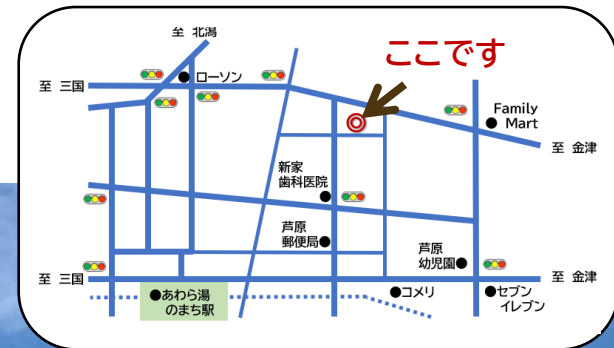 至 北潟
ここです
至 三国
ローソン
Family
Mart
至 金津
新家
歯科医院
芦原
郵便局
芦原
幼児園
至 三国
至 金津
あわら湯
のまち駅
コメリ
セブン
イレブン